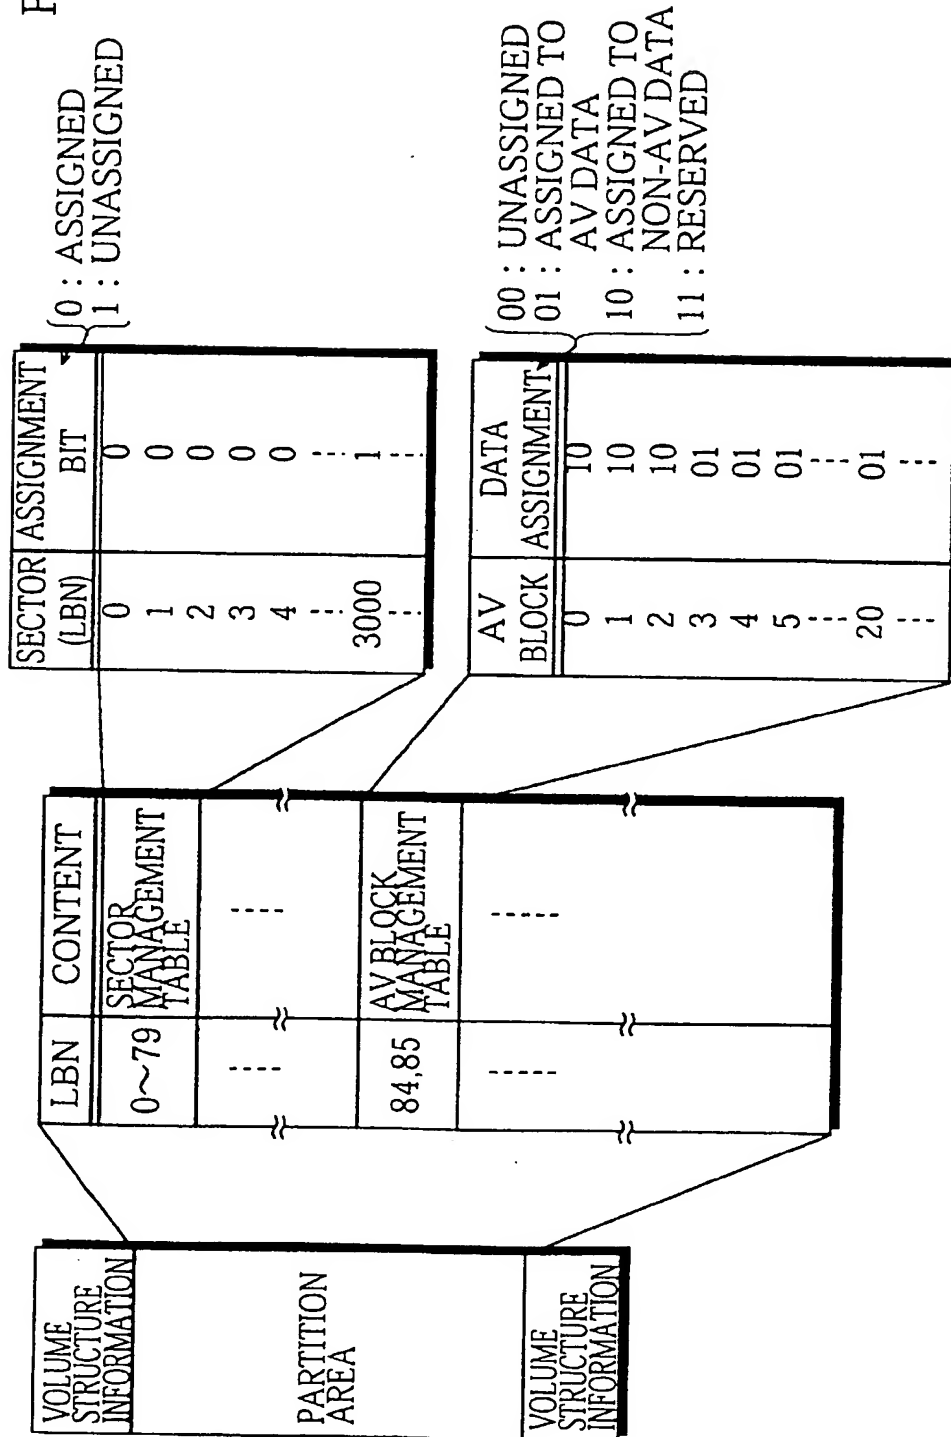 VOLUME
STRUCTURE
INFORMATION
PARTITION
AREA
VOLUME
STRUCTURE
INFORMATION
LBN CONTENT
0~79 SECTOR
MANAGEMENT
TABLE
84,85 AV BLOCK
MANAGEMENT
TABLE
SECTOR ASSIGNMENT
(LBN) BIT
0 0
1 0
2 0
3 0
4 0
3000 1
0 : ASSIGNED
1 : UNASSIGNED
AV DATA
BLOCK ASSIGNMENT
0 10
1 10
2 10
3 01
4 01
5 01
20 01
00 : UNASSIGNED
01 : ASSIGNED TO
AV DATA
10 : ASSIGNED TO
NON-AV DATA
11 : RESERVED